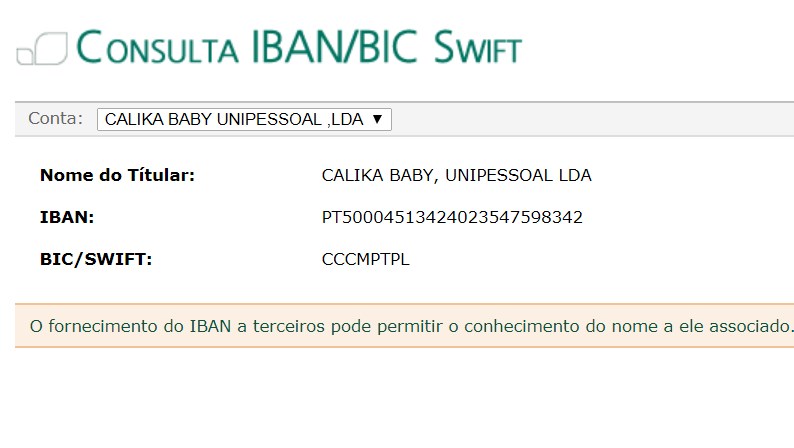 CONSULTA IBAN/BIC SWIFT
Conta: CALIKA BABY UNIPESSOAL ,LDA
Nome do Títular: CALIKA BABY, UNIPESSOAL LDA
IBAN: PT50004513424023547598342
BIC/SWIFT: CCCMPTPL
O fornecimento do IBAN a terceiros pode permitir o conhecimento do nome a ele associado.